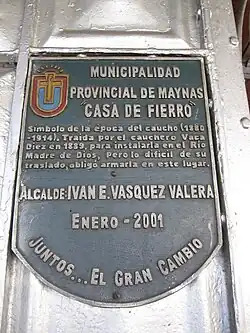 MUNICIPALIDAD
PROVINCIAL DE MAYNAS
"CASA DE FIERRO"
Símbolo de la época del caucho (1880
-1914). Traída por el cauchero Vaca
Díez en 1889, para instalarla en el Río
Madre de Dios, Pero lo difícil de su
traslado, obligó armarla en este lugar.
ALCALDE: IVAN E. VASQUEZ VALERA
ENERO - 2001
JUNTOS... EL GRAN CAMBIO